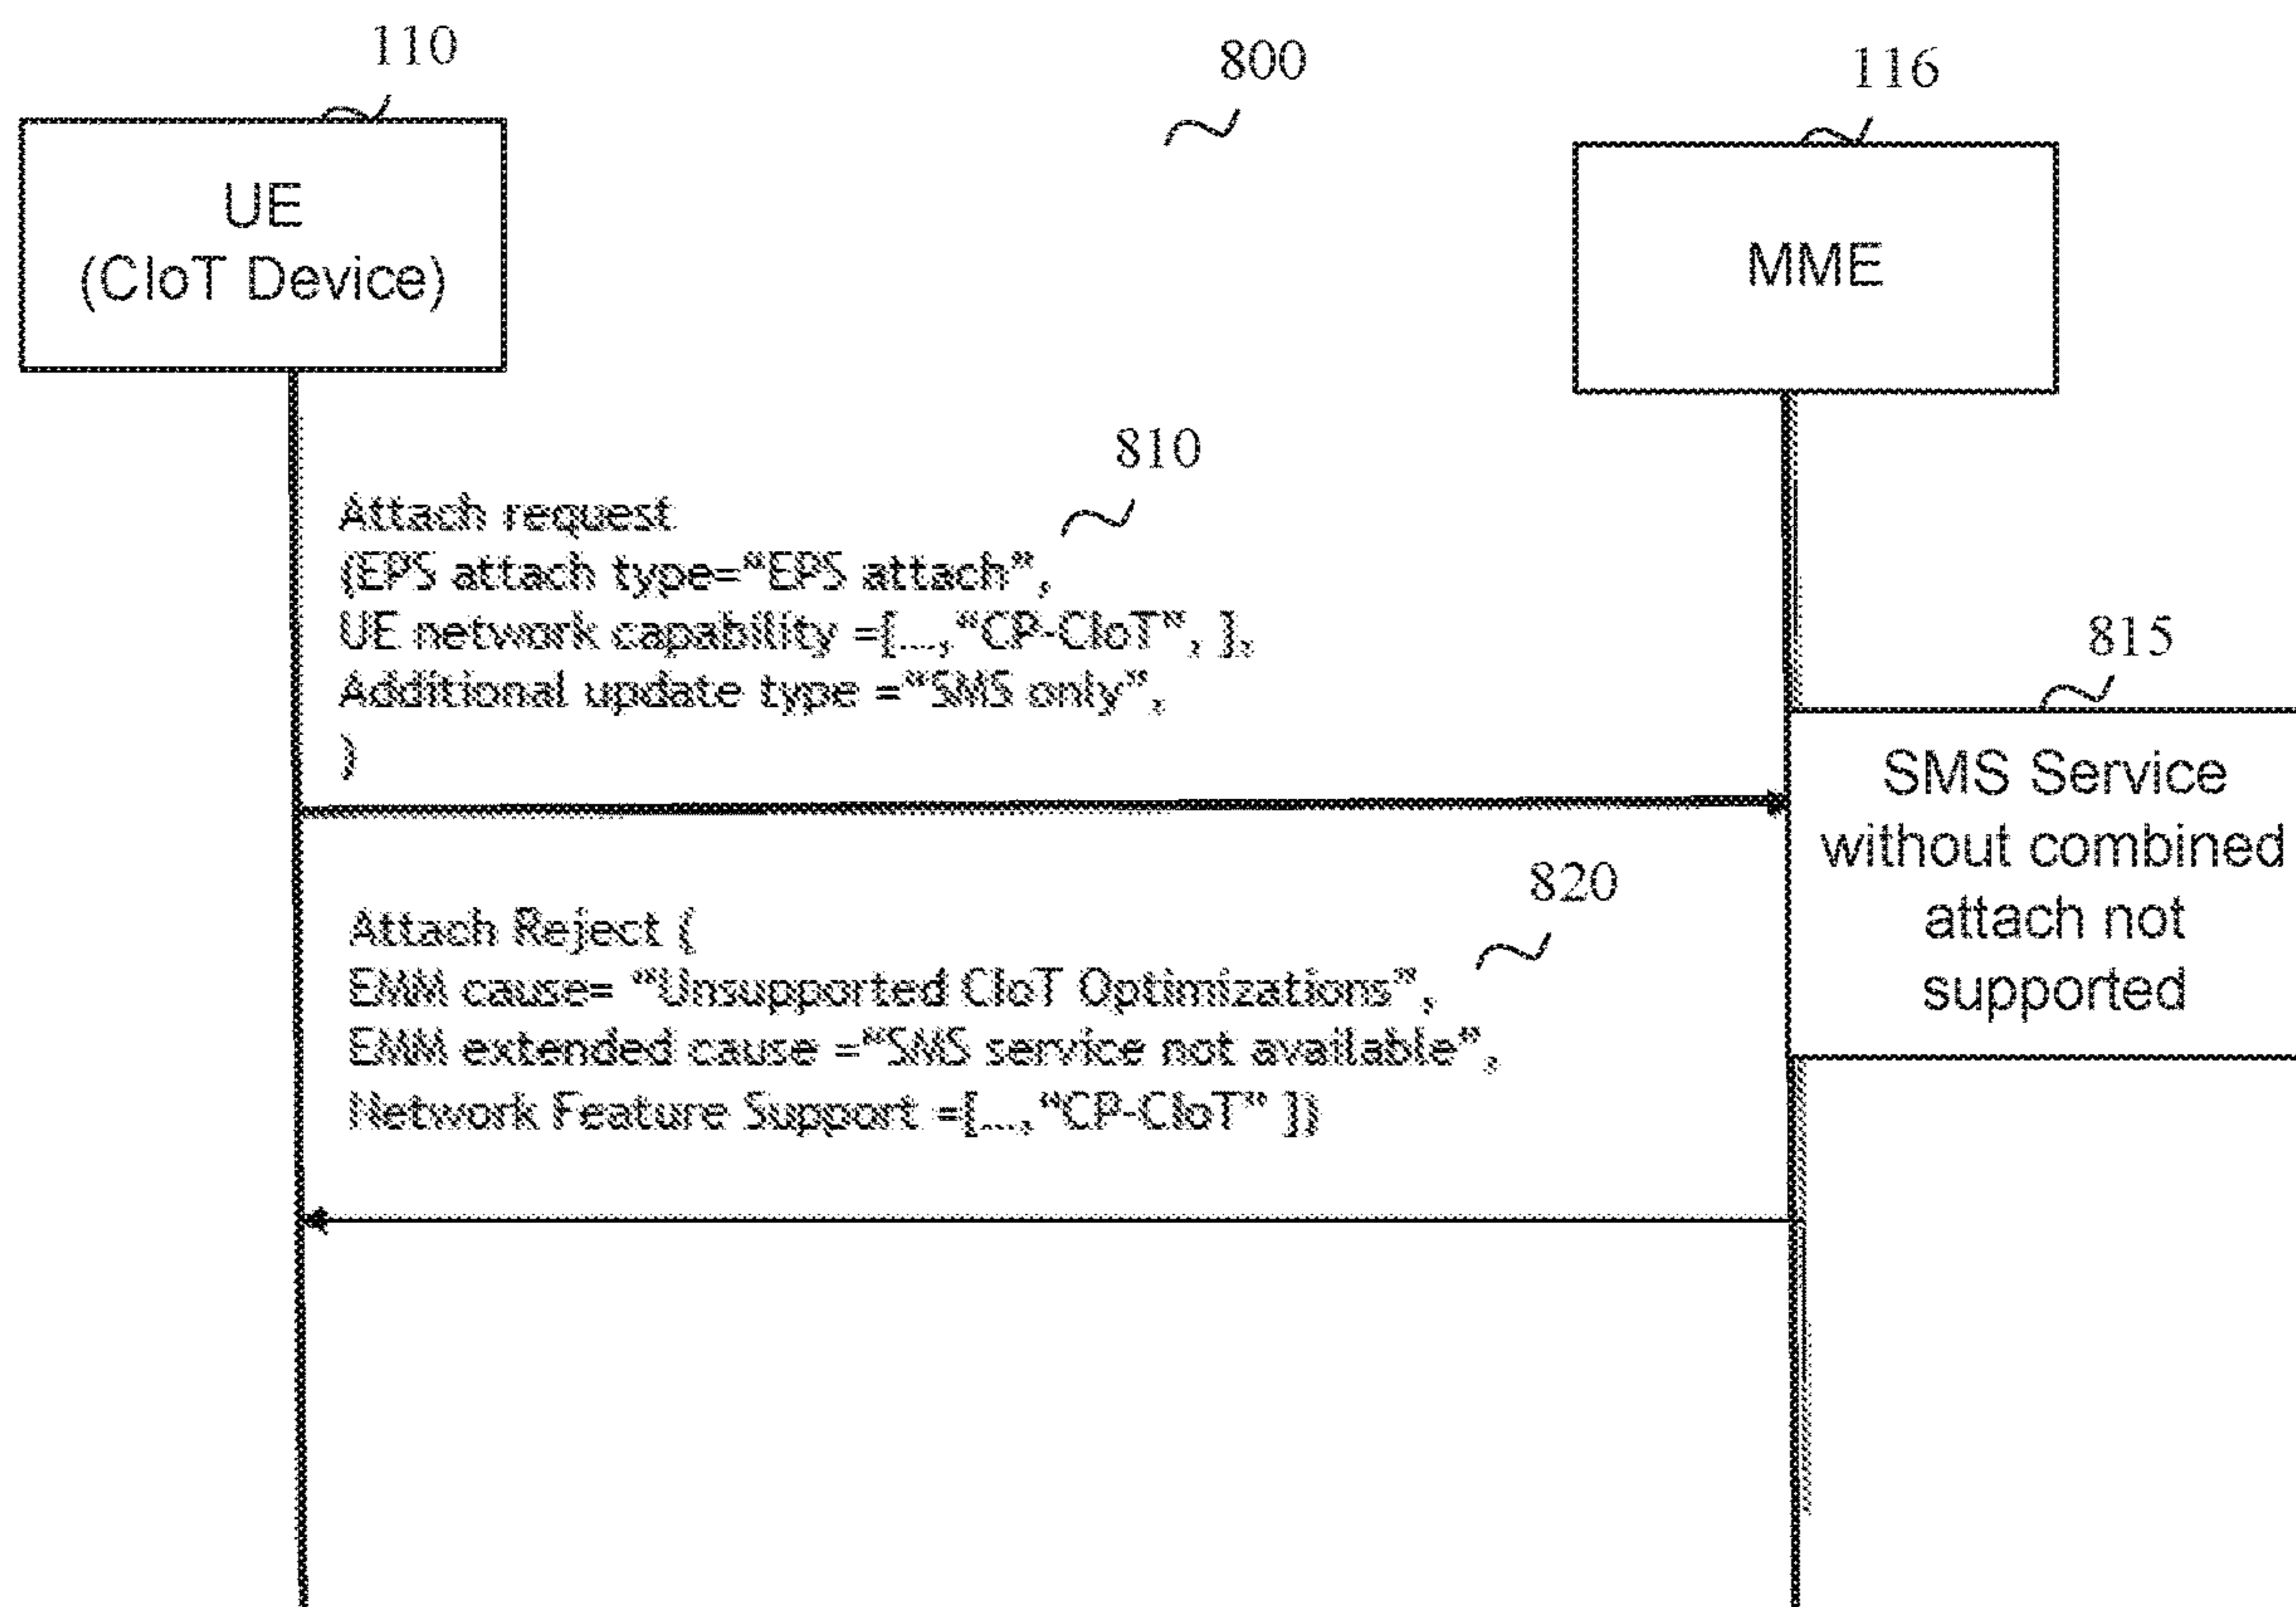 110
800
116
UE
(CIoT Device)
MME
810
Attach request
(EPS attach type="EPS attach",
UE network capability =[...,"CP-CIoT", ],
Additional update type ="SMS only",
)
815
SMS Service
without combined
attach not
supported
820
Attach Reject (
EMM cause= "Unsupported CIoT Optimizations",
EMM extended cause ="SMS service not available",
Network Feature Support =[...,"CP-CIoT" ])